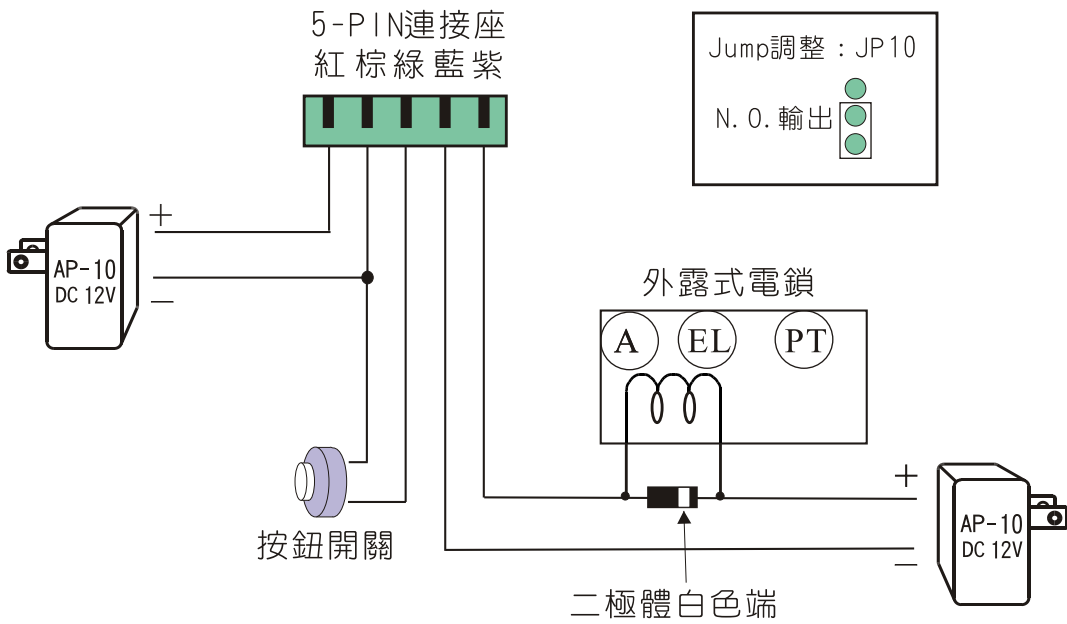 5-PIN連接座
紅棕綠藍紫
Jump調整：JP10
N.O.輸出
+
AP-10
DC 12V
−
外露式電鎖
A EL PT
按鈕開關
+
AP-10
DC 12V
−
二極體白色端